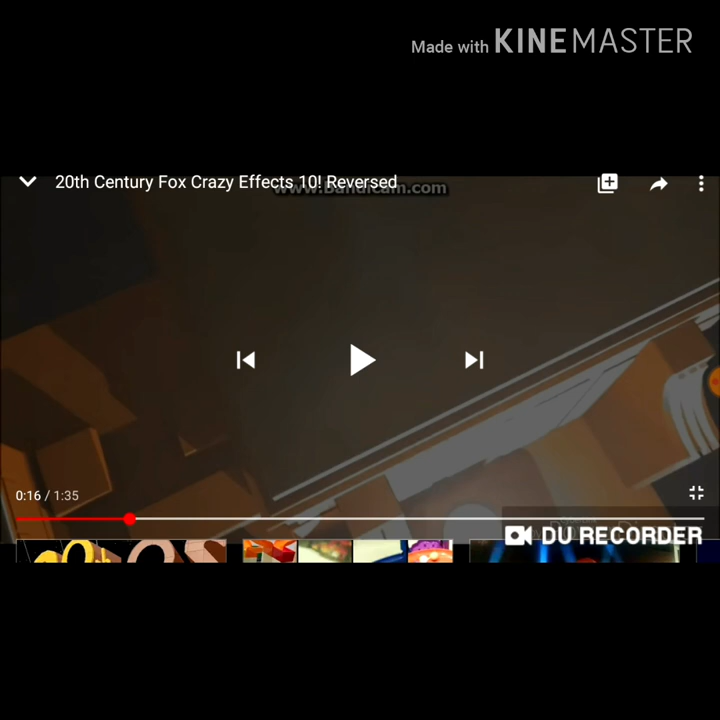 Made with KINEMASTER
20th Century Fox Crazy Effects 10! Reversed
www.bandicam.com
0:16 / 1:35
DU RECORDER